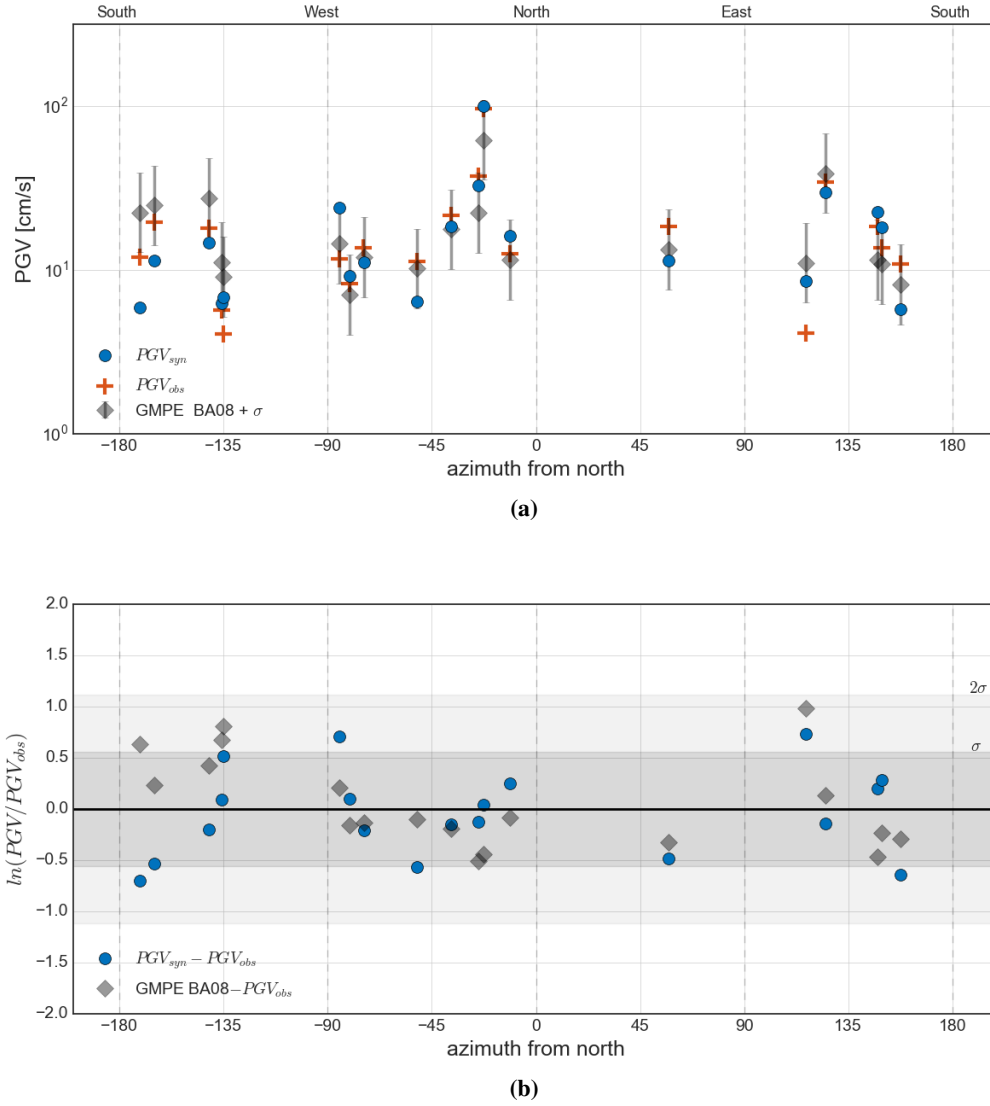 South West North East South
10²
10¹
10⁰
PGV [cm/s]
PGV_syn
PGV_obs
GMPE BA08 + σ
−180 −135 −90 −45 0 45 90 135 180
azimuth from north
(a)
2.0
1.5
1.0
0.5
0.0
−0.5
−1.0
−1.5
−2.0
ln(PGV/PGV_obs)
2σ
σ
PGV_syn − PGV_obs
GMPE BA08−PGV_obs
−180 −135 −90 −45 0 45 90 135 180
azimuth from north
(b)